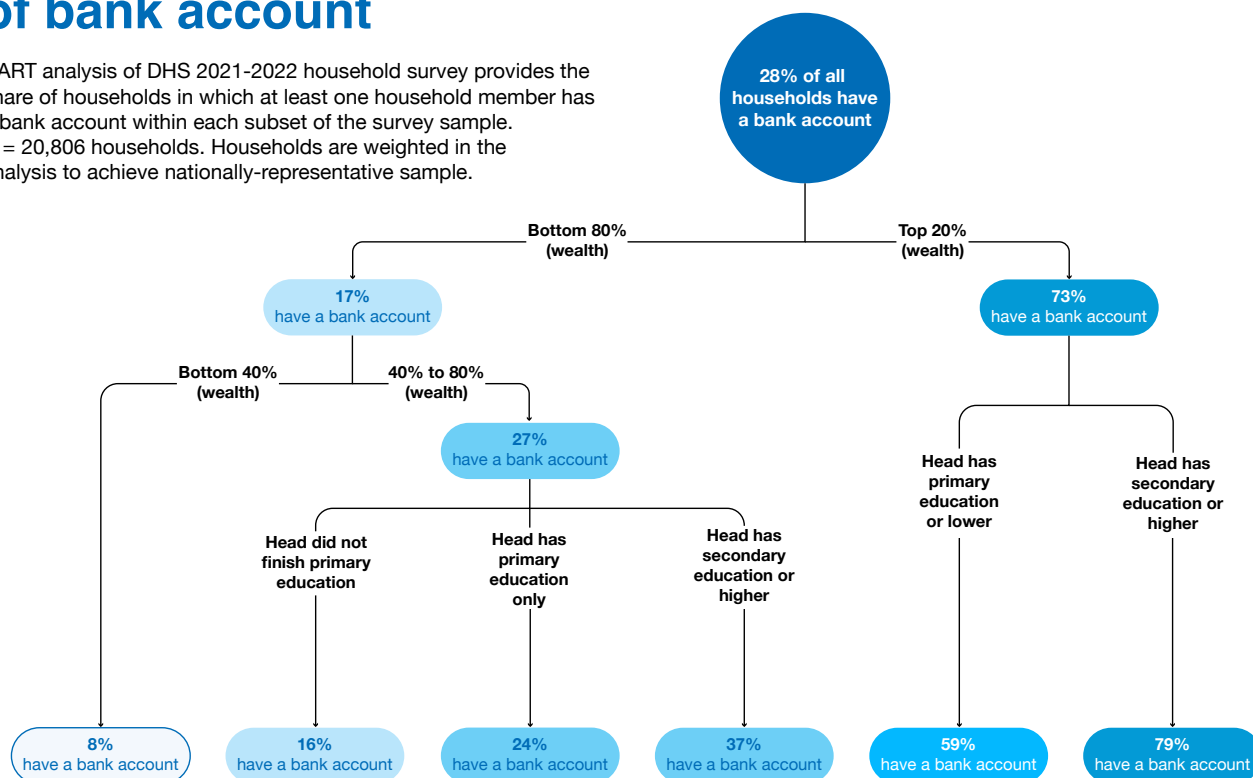 of bank account
ART analysis of DHS 2021-2022 household survey provides the
hare of households in which at least one household member has
bank account within each subset of the survey sample.
= 20,806 households. Households are weighted in the
nalysis to achieve nationally-representative sample.
28% of all
households have
a bank account
Bottom 80%
(wealth)
Top 20%
(wealth)
17%
have a bank account
73%
have a bank account
Bottom 40%
(wealth)
40% to 80%
(wealth)
27%
have a bank account
Head has
primary
education
or lower
Head has
secondary
education or
higher
Head did not
finish primary
education
Head has
primary
education
only
Head has
secondary
education or
higher
8%
have a bank account
16%
have a bank account
24%
have a bank account
37%
have a bank account
59%
have a bank account
79%
have a bank account